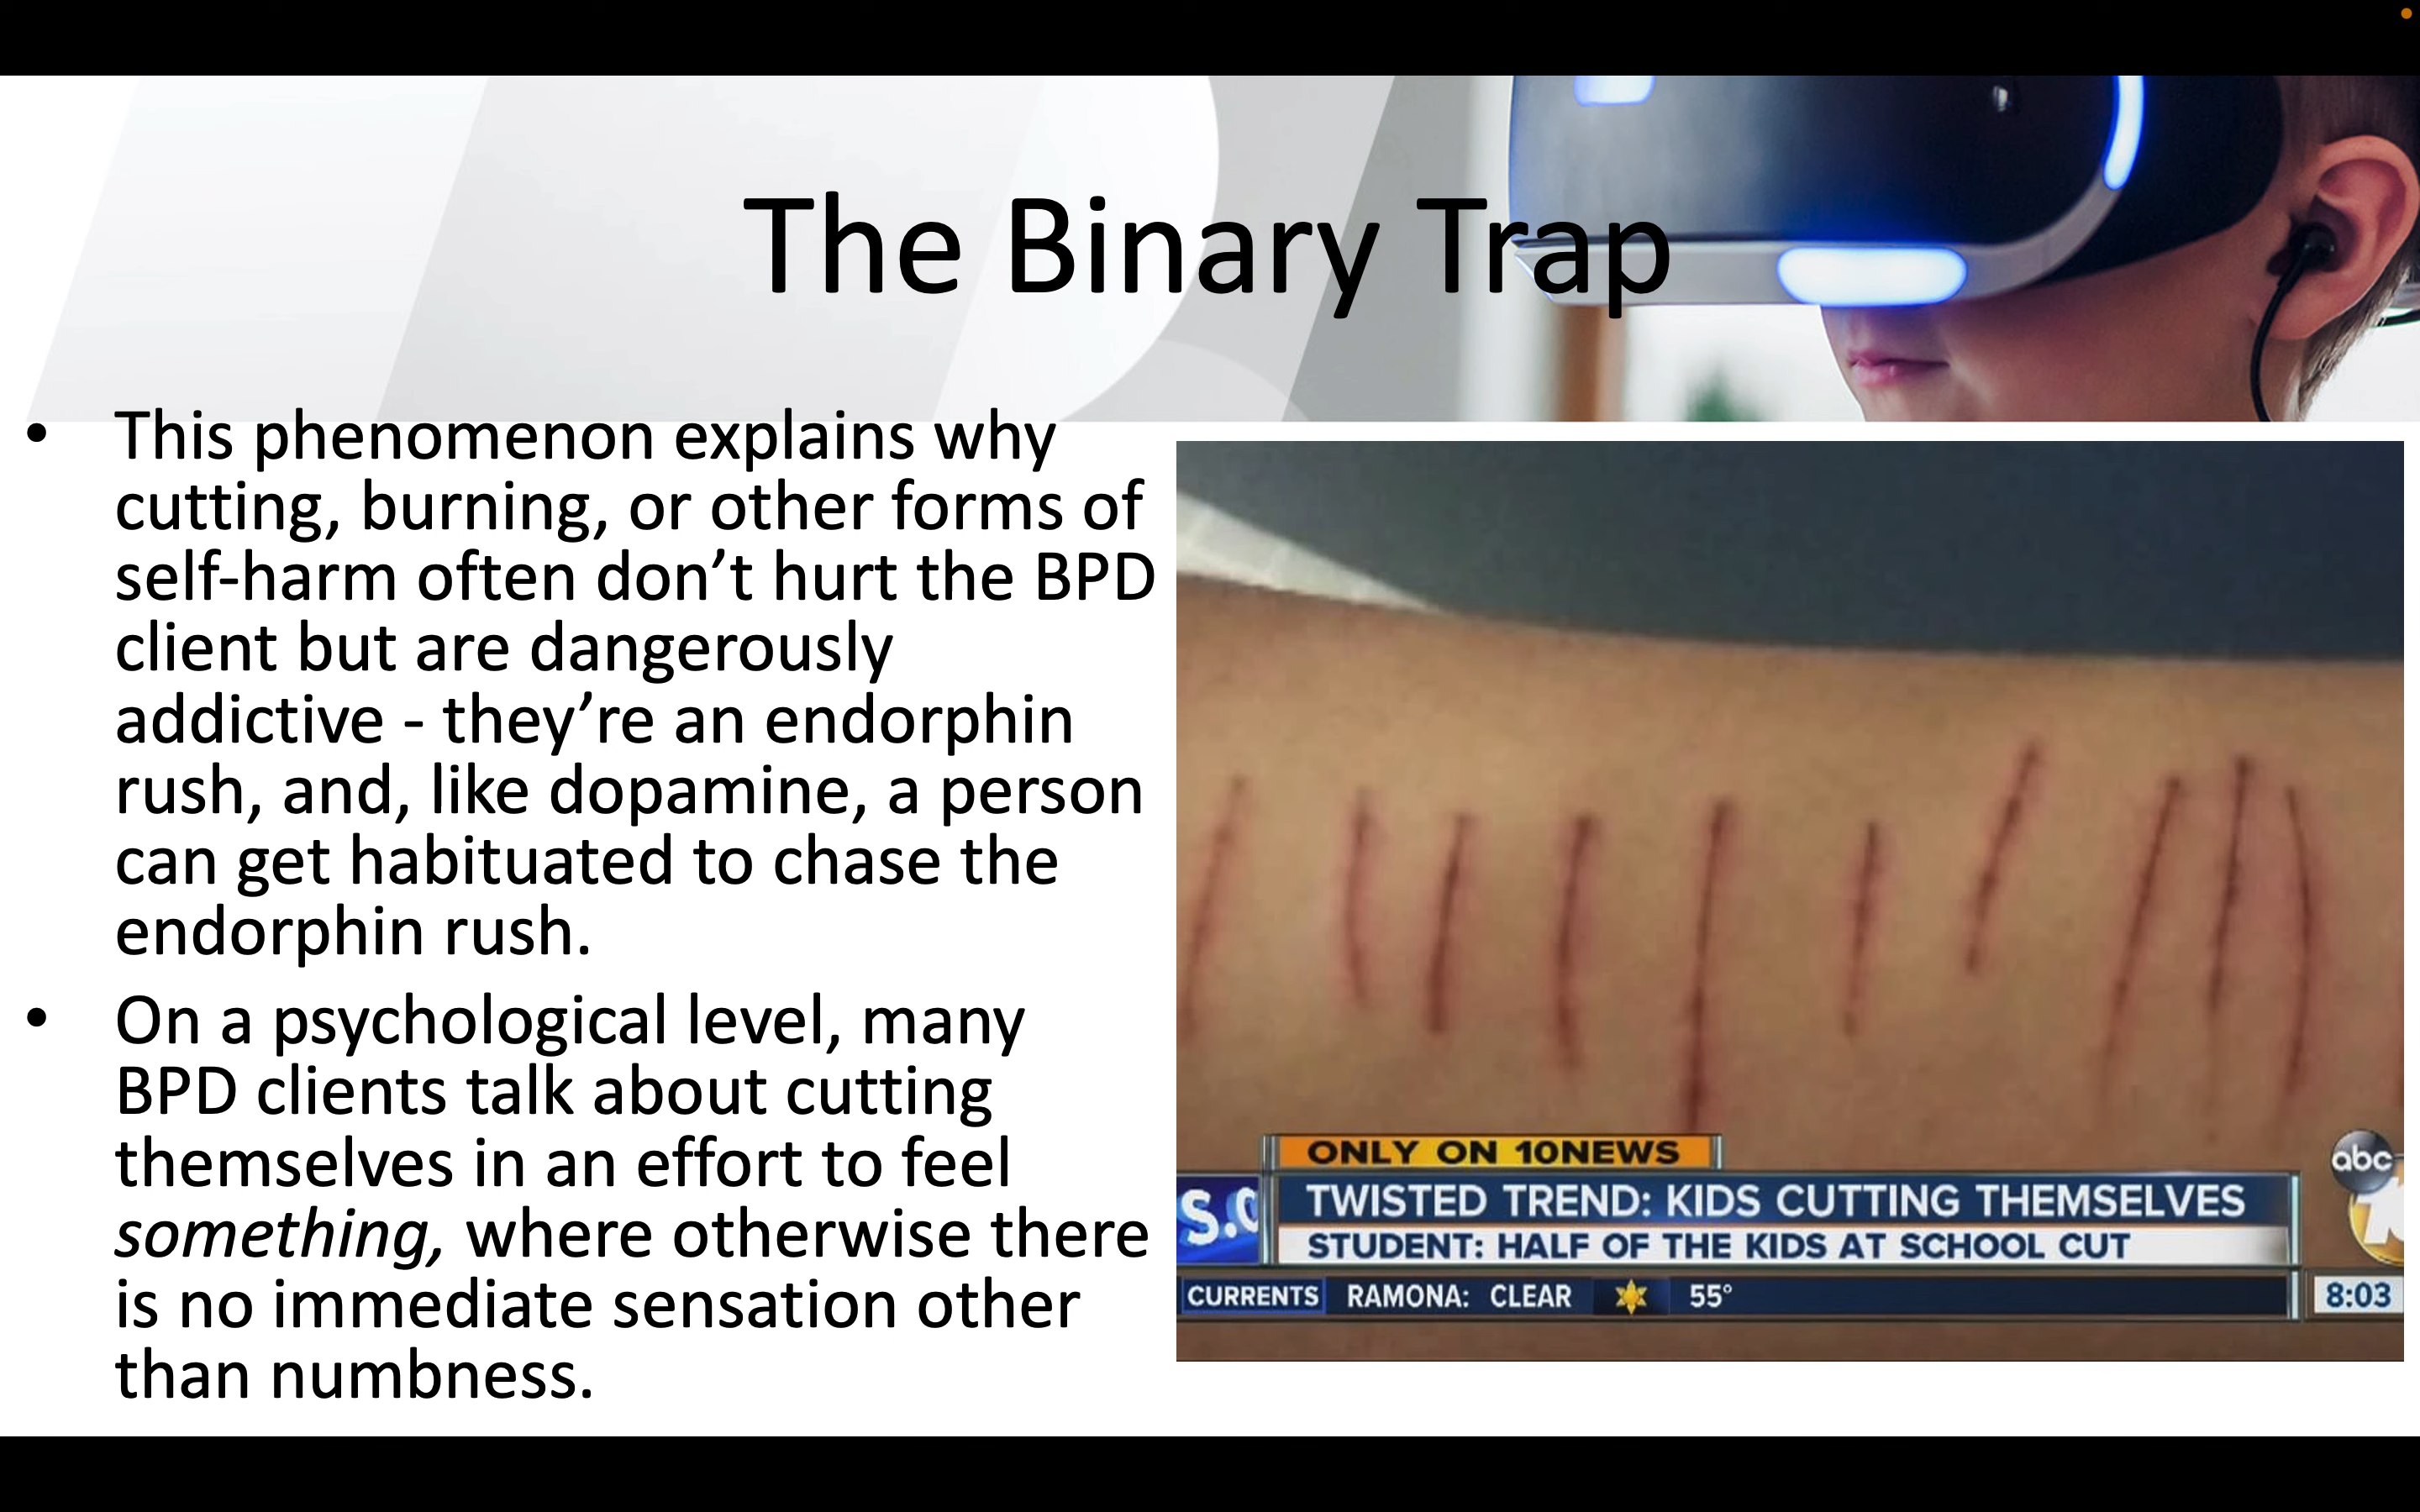 The Binary Trap
• This phenomenon explains why
cutting, burning, or other forms of
self-harm often don’t hurt the BPD
client but are dangerously
addictive - they’re an endorphin
rush, and, like dopamine, a person
can get habituated to chase the
endorphin rush.
• On a psychological level, many
BPD clients talk about cutting
themselves in an effort to feel
something, where otherwise there
is no immediate sensation other
than numbness.
ONLY ON 10NEWS
abc
TWISTED TREND: KIDS CUTTING THEMSELVES
STUDENT: HALF OF THE KIDS AT SCHOOL CUT
CURRENTS RAMONA: CLEAR 55° 8:03